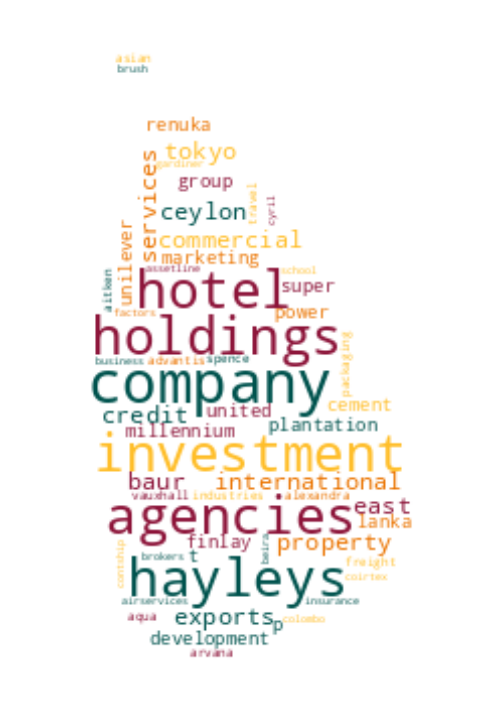 asian
brush
renuka
tokyo
gardiner
services
group
travel
cyril
ceylon
unilever
commercial
marketing
assetline
school
aitken
hotel
super
factors
power
holdings
packaging
business advantis spence
company
cement
credit united
plantation
millennium
investment
baur international
vauxhall industries alexandra
agencies east
lanka
finlay property
contship
beira
brokers t
freight
hayleys coirtex
airservices insurance
aqua exports p colombo
development
arvana